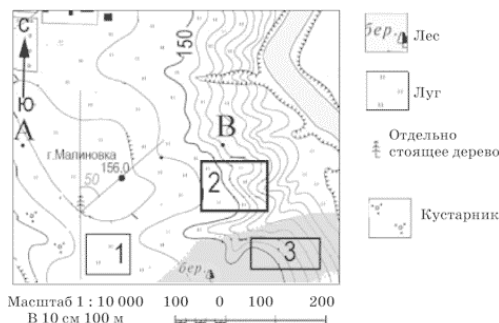 С
Ю
150
А
В
г.Малиновка
156.0
50
2
1
3
бер.
бер.
Лес
Луг
Отдельно
стоящее дерево
Кустарник
Масштаб 1 : 10 000
В 10 см 100 м
100 0 100 200